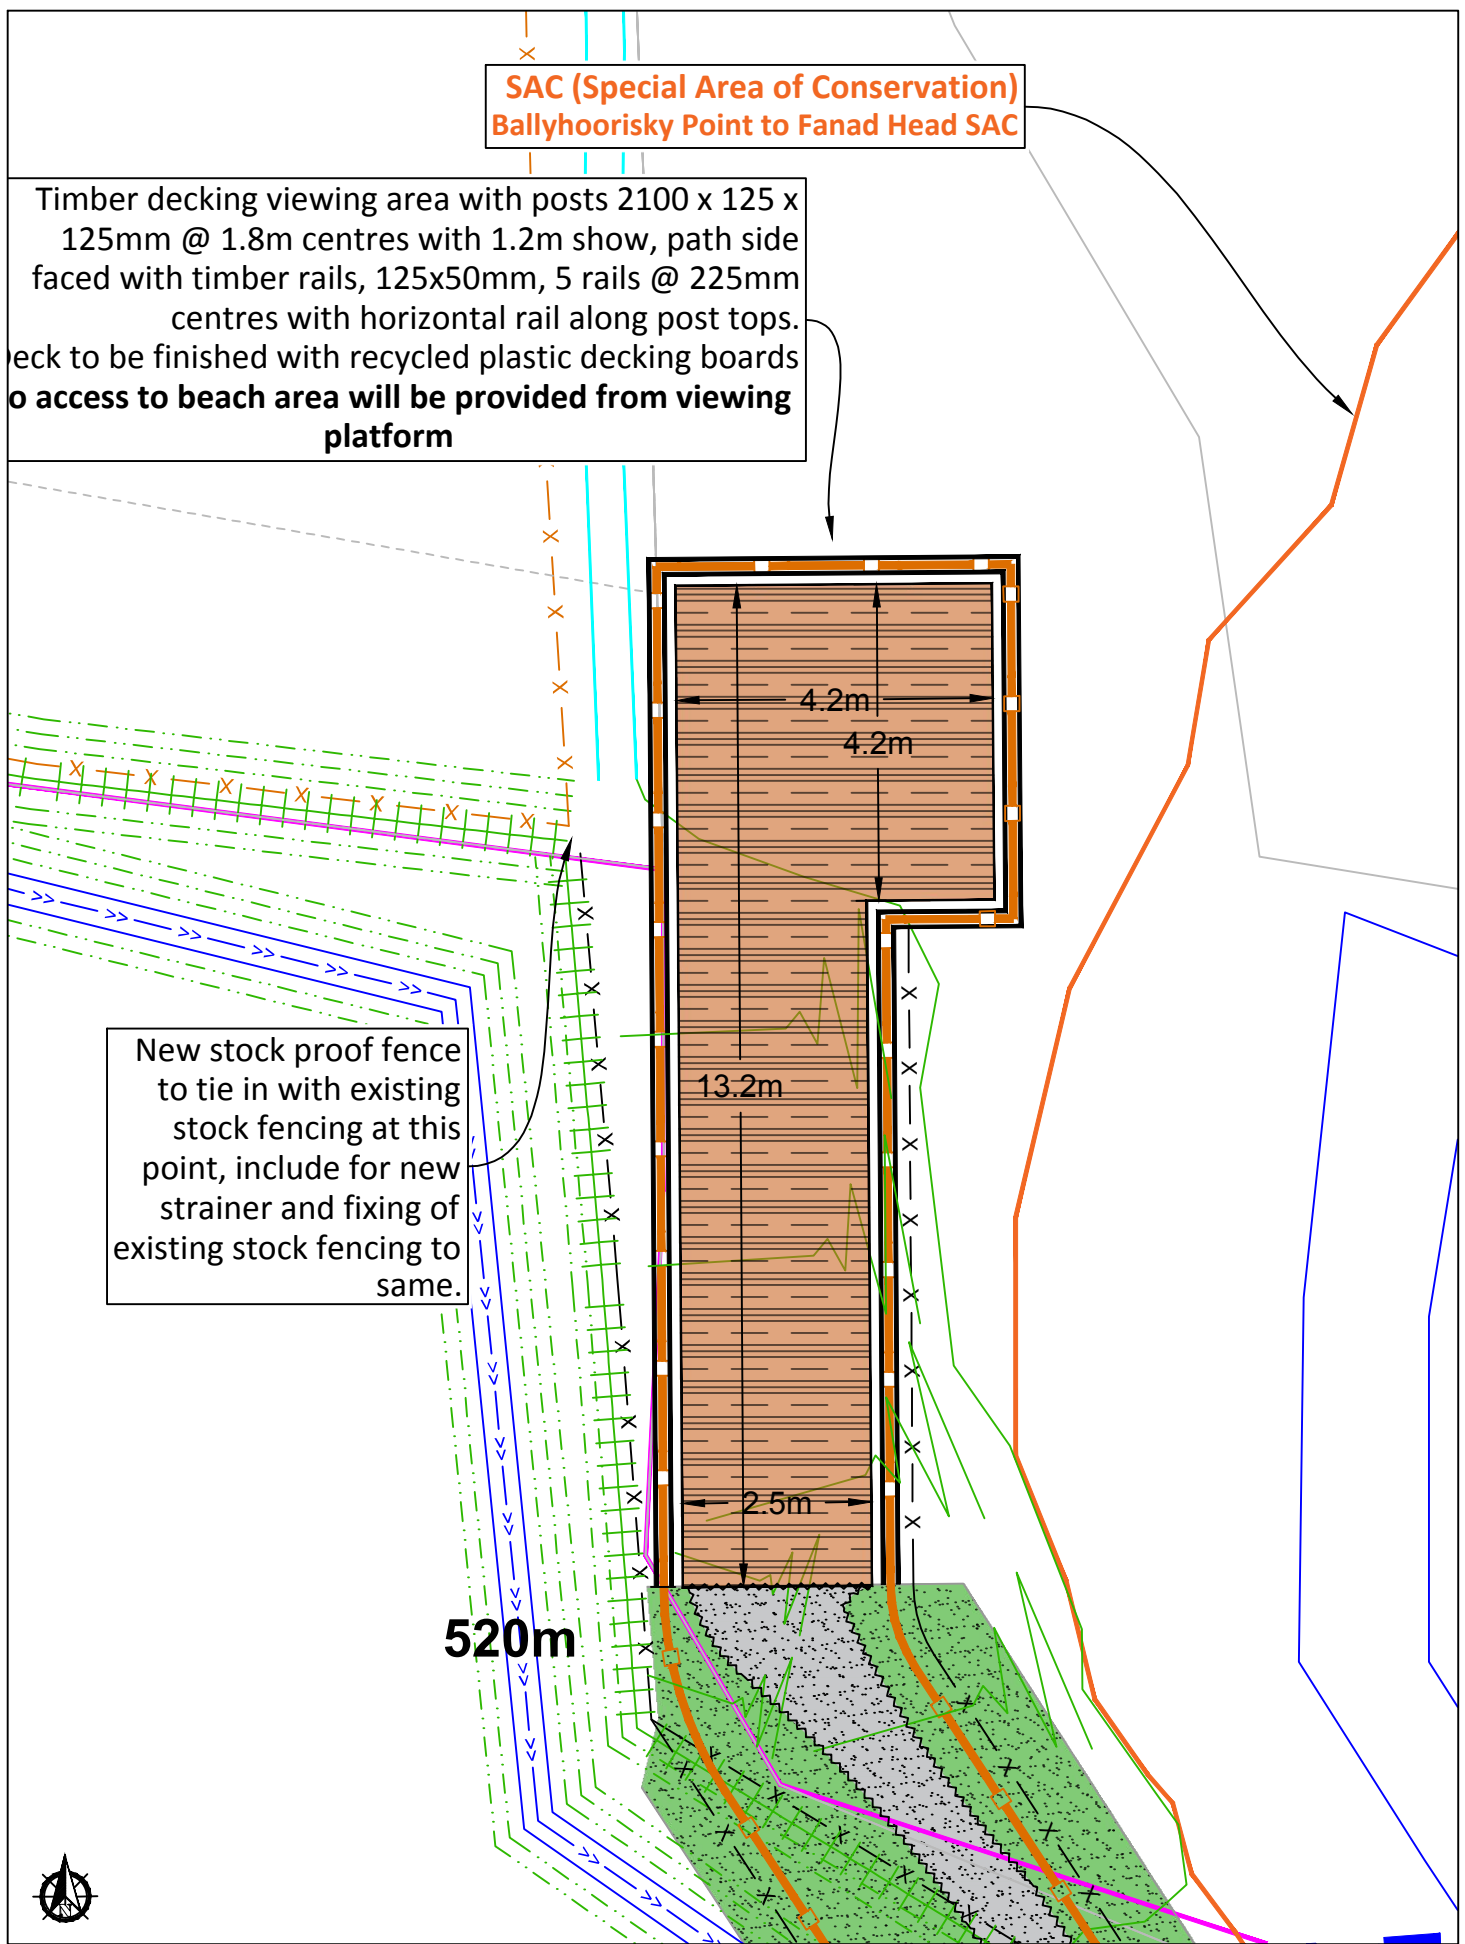 SAC (Special Area of Conservation)
Ballyhoorisky Point to Fanad Head SAC
Timber decking viewing area with posts 2100 x 125 x
125mm @ 1.8m centres with 1.2m show, path side
faced with timber rails, 125x50mm, 5 rails @ 225mm
centres with horizontal rail along post tops.
eck to be finished with recycled plastic decking boards
o access to beach area will be provided from viewing
platform
4.2m
4.2m
New stock proof fence
to tie in with existing
stock fencing at this
point, include for new
strainer and fixing of
existing stock fencing to
same.
13.2m
2.5m
520m
N